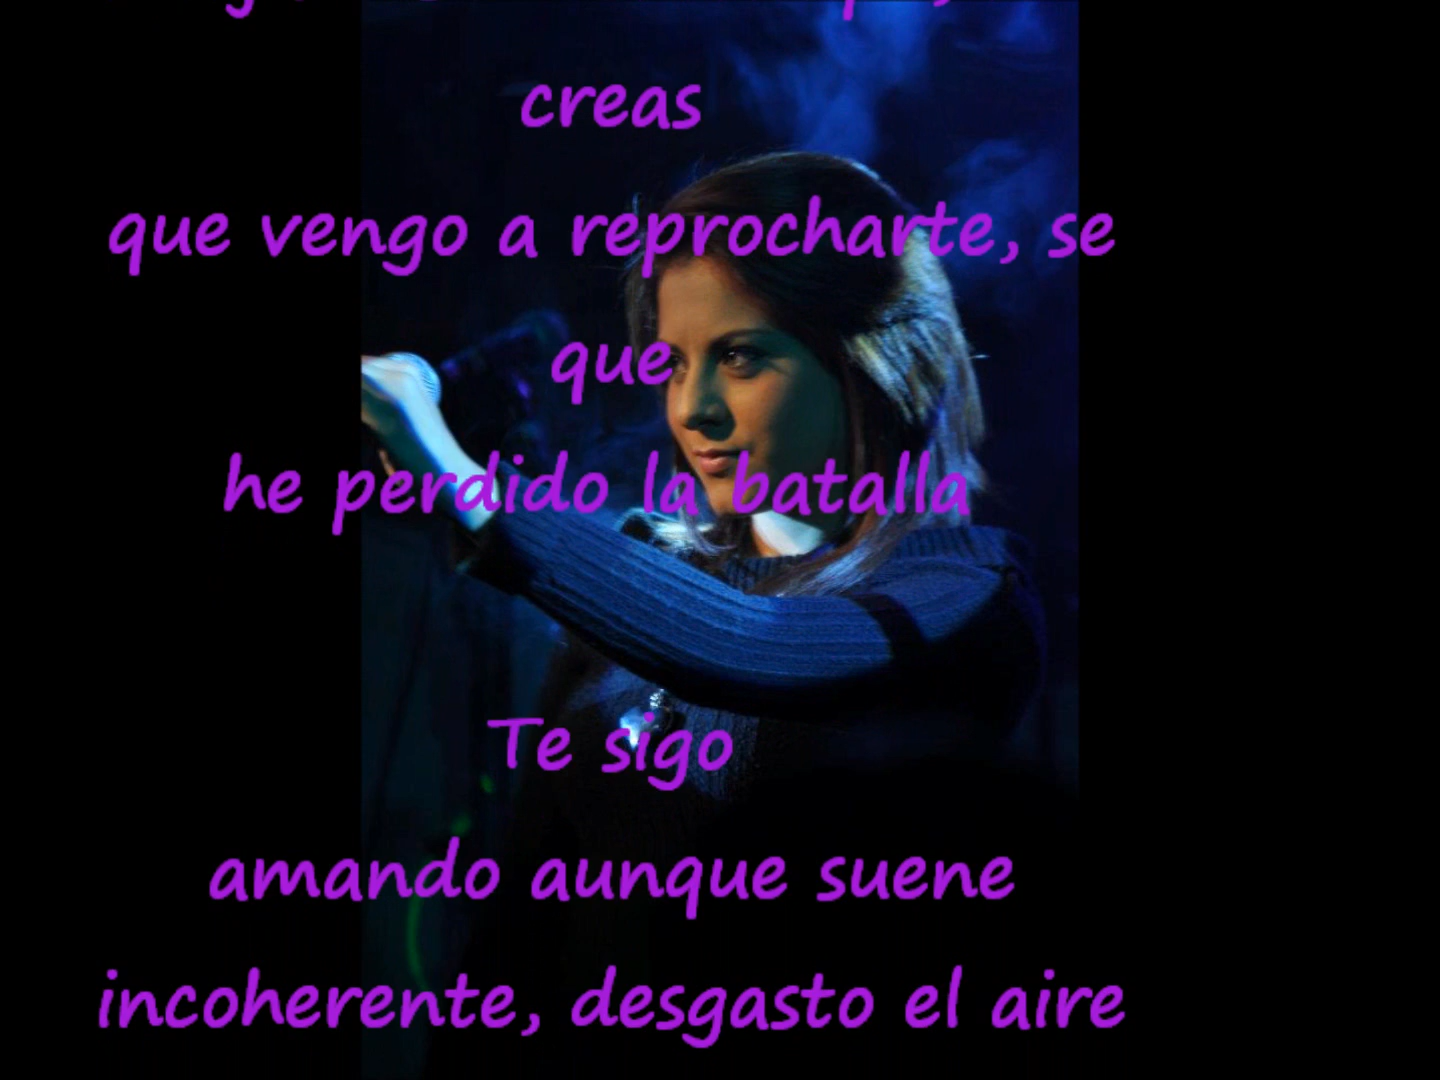 creas
que vengo a reprocharte, se
que
he perdido la batalla
Te sigo
amando aunque suene
incoherente, desgasto el aire